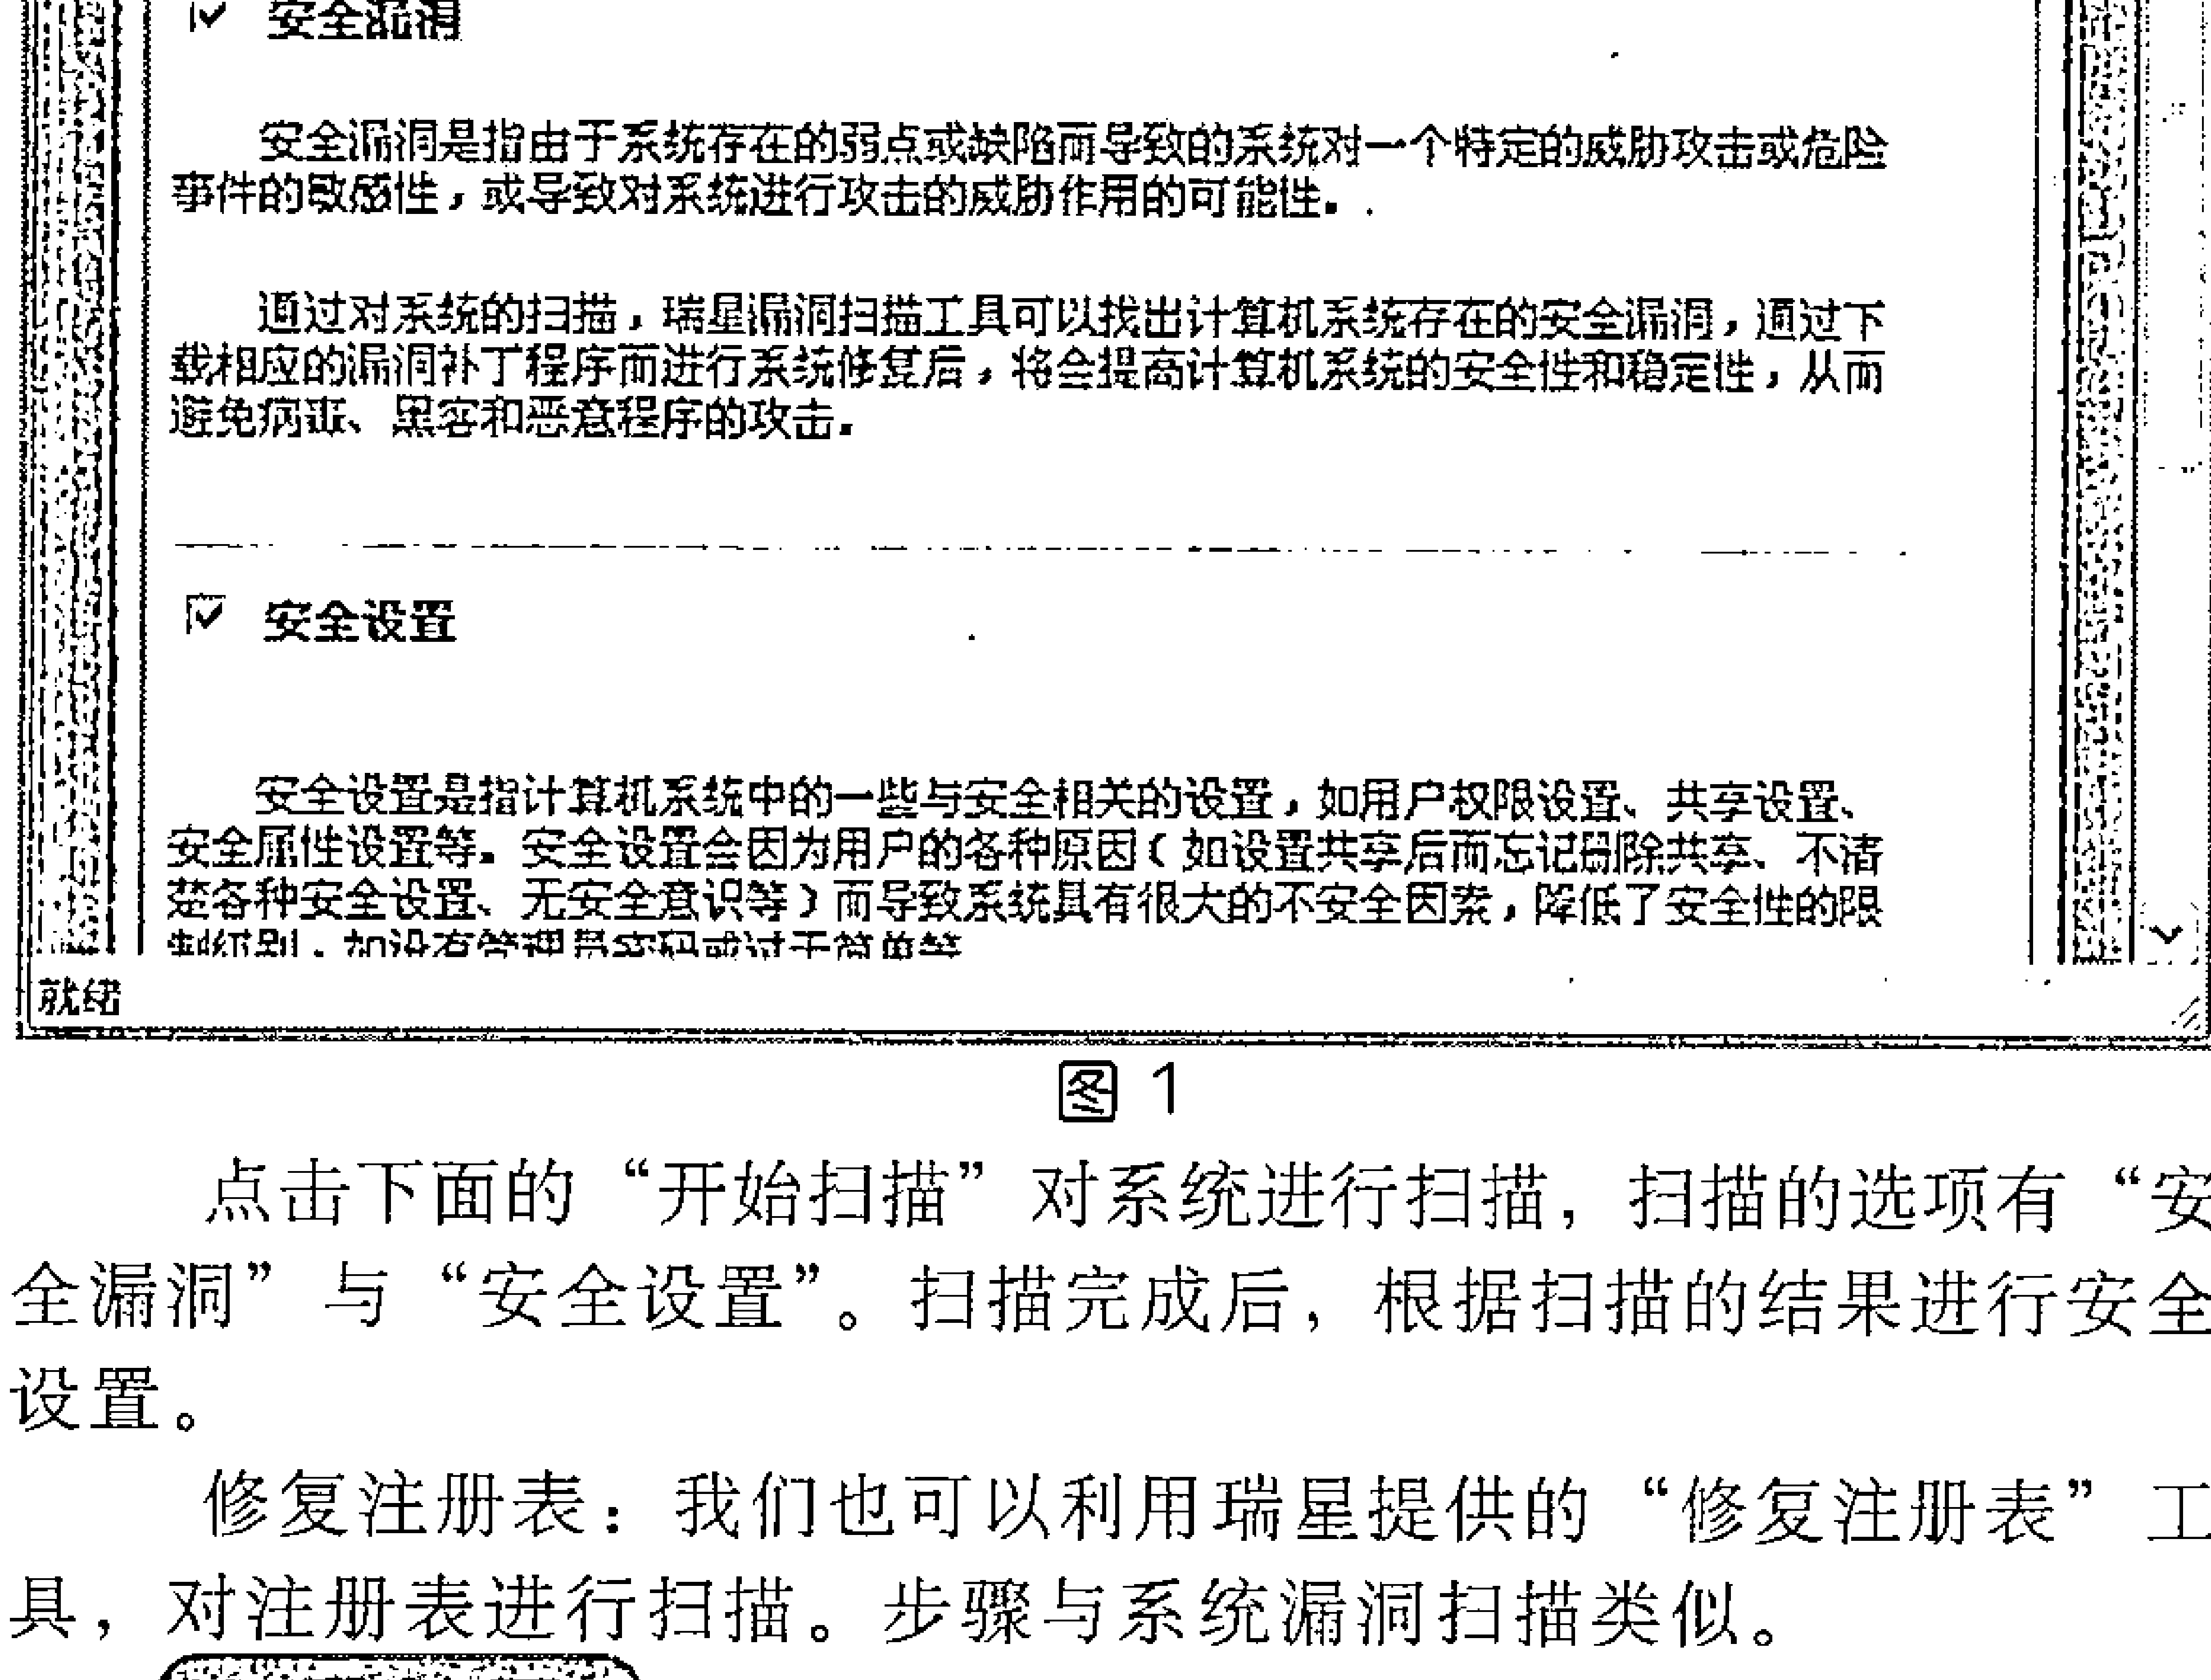 安全漏洞
安全漏洞是指由于系统存在的弱点或缺陷而导致的系统对一个特定的威胁攻击或危险
事件的敏感性，或导致对系统进行攻击的威胁作用的可能性。
通过对系统的扫描，瑞星漏洞扫描工具可以找出计算机系统存在的安全漏洞，通过下
载相应的漏洞补丁程序而进行系统修复后，将会提高计算机系统的安全性和稳定性，从而
避免病毒、黑客和恶意程序的攻击。
安全设置
安全设置是指计算机系统中的一些与安全相关的设置，如用户权限设置、共享设置、
安全属性设置等。安全设置会因为用户的各种原因（如设置共享后而忘记删除共享、不清
楚各种安全设置、无安全意识等）而导致系统具有很大的不安全因素，降低了安全性的限
制级别，如没有管理员密码或过于简单等
就绪
图 1
点击下面的“开始扫描”对系统进行扫描，扫描的选项有“安
全漏洞”与“安全设置”。扫描完成后，根据扫描的结果进行安全
设置。
修复注册表：我们也可以利用瑞星提供的“修复注册表”工
具，对注册表进行扫描。步骤与系统漏洞扫描类似。